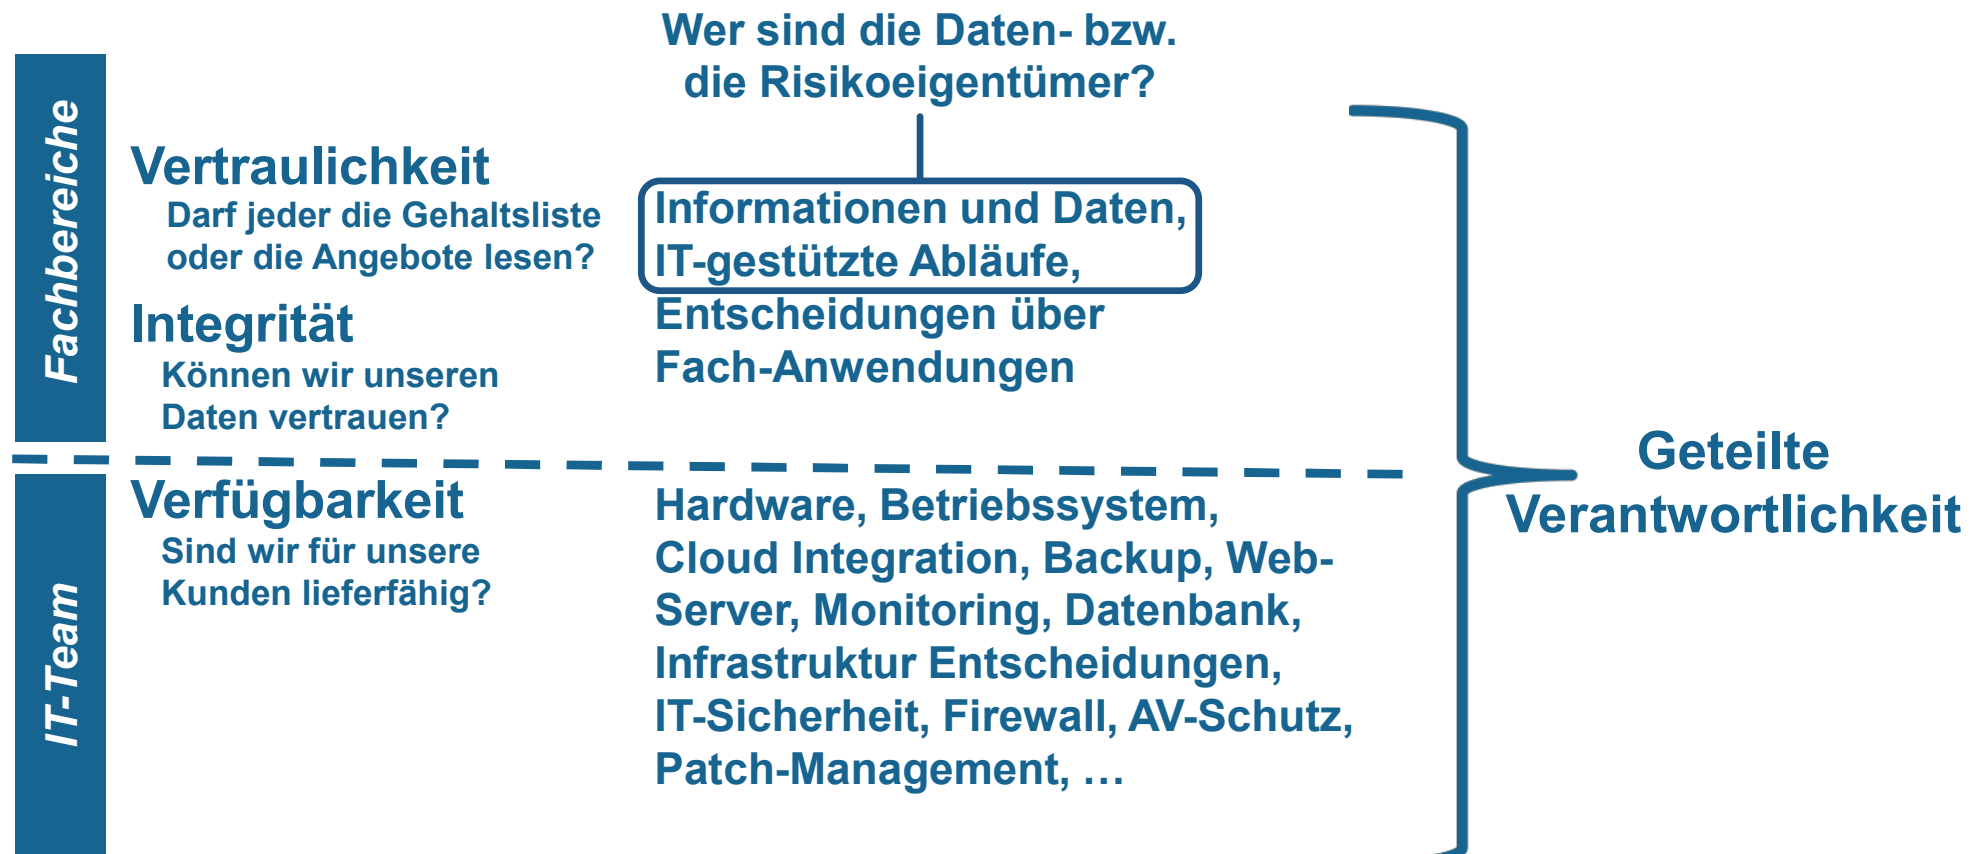 Wer sind die Daten- bzw.
die Risikoeigentümer?
Fachbereiche
Vertraulichkeit
Darf jeder die Gehaltsliste
oder die Angebote lesen?
Integrität
Können wir unseren
Daten vertrauen?
Informationen und Daten,
IT-gestützte Abläufe,
Entscheidungen über
Fach-Anwendungen
IT-Team
Verfügbarkeit
Sind wir für unsere
Kunden lieferfähig?
Hardware, Betriebssystem,
Cloud Integration, Backup, Web-
Server, Monitoring, Datenbank,
Infrastruktur Entscheidungen,
IT-Sicherheit, Firewall, AV-Schutz,
Patch-Management, …
Geteilte
Verantwortlichkeit